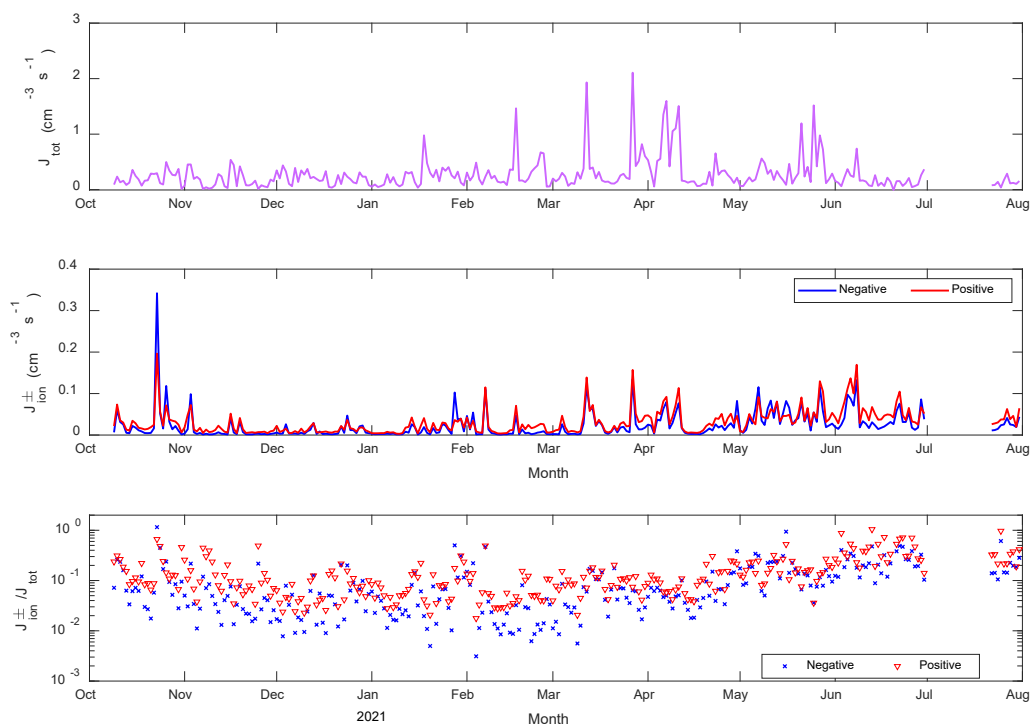 3
2
1
0
J tot (cm -3 s -1)
Oct Nov Dec Jan Feb Mar Apr May Jun Jul Aug
0.4
0.3
0.2
0.1
0
J ± ion (cm -3 s -1)
Negative Positive
Oct Nov Dec Jan Feb Mar Apr May Jun Jul Aug
Month
10 0
10 -1
10 -2
10 -3
J ± ion /J tot
Negative Positive
Oct Nov Dec Jan Feb Mar Apr May Jun Jul Aug
2021 Month